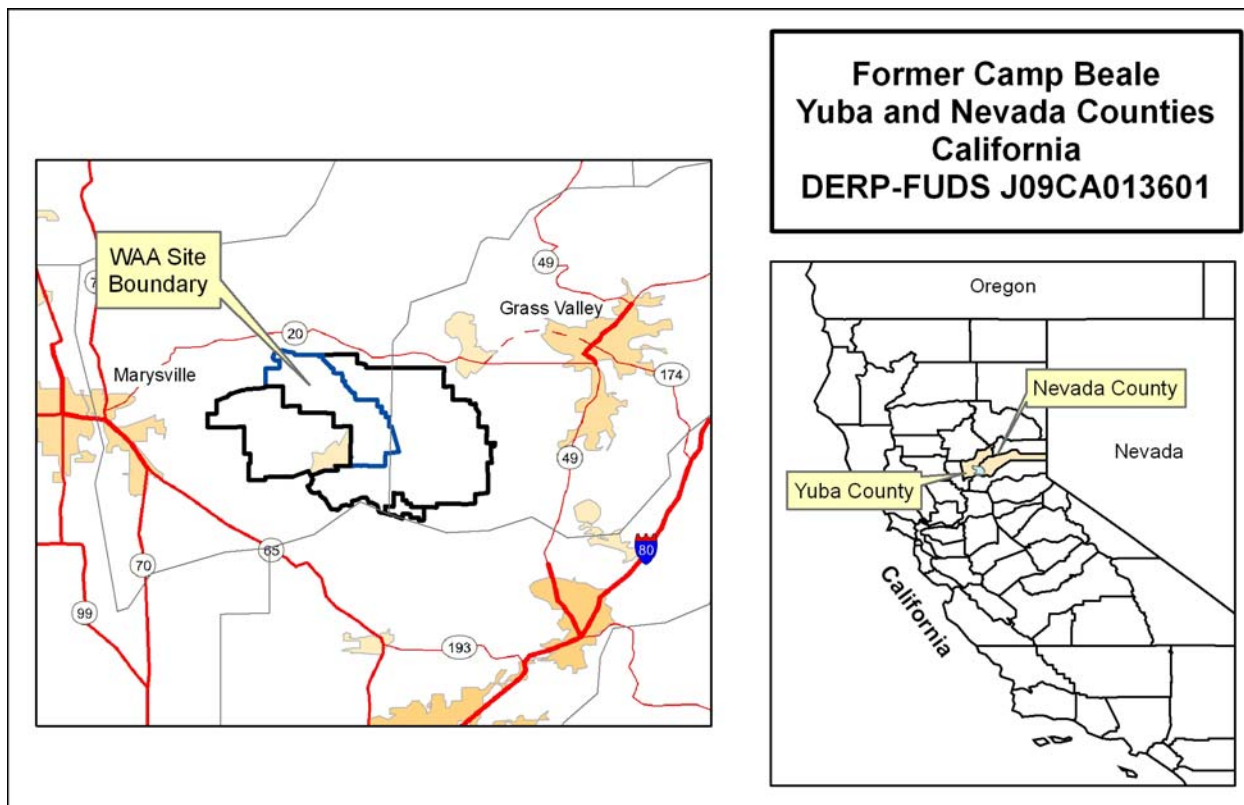 Former Camp Beale
Yuba and Nevada Counties
California
DERP-FUDS J09CA013601
WAA Site
Boundary
49
Grass Valley
20
Marysville
174
49
65
80
70
99
193
Oregon
Nevada County
Nevada
Yuba County
California